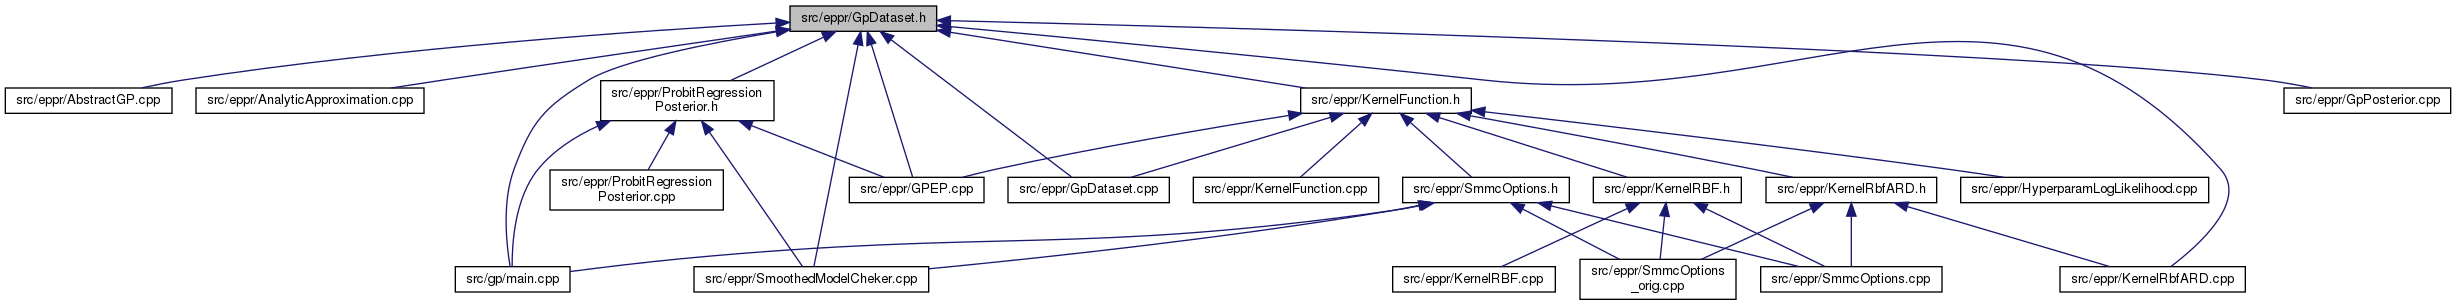 src/eppr/GpDataset.h
src/eppr/AbstractGP.cpp
src/eppr/AnalyticApproximation.cpp
src/eppr/ProbitRegression
Posterior.h
src/eppr/KernelFunction.h
src/eppr/GpPosterior.cpp
src/eppr/ProbitRegression
Posterior.cpp
src/eppr/GPEP.cpp
src/eppr/GpDataset.cpp
src/eppr/KernelFunction.cpp
src/eppr/SmmcOptions.h
src/eppr/KernelRBF.h
src/eppr/KernelRbfARD.h
src/eppr/HyperparamLogLikelihood.cpp
src/gp/main.cpp
src/eppr/SmoothedModelCheker.cpp
src/eppr/KernelRBF.cpp
src/eppr/SmmcOptions
_orig.cpp
src/eppr/SmmcOptions.cpp
src/eppr/KernelRbfARD.cpp